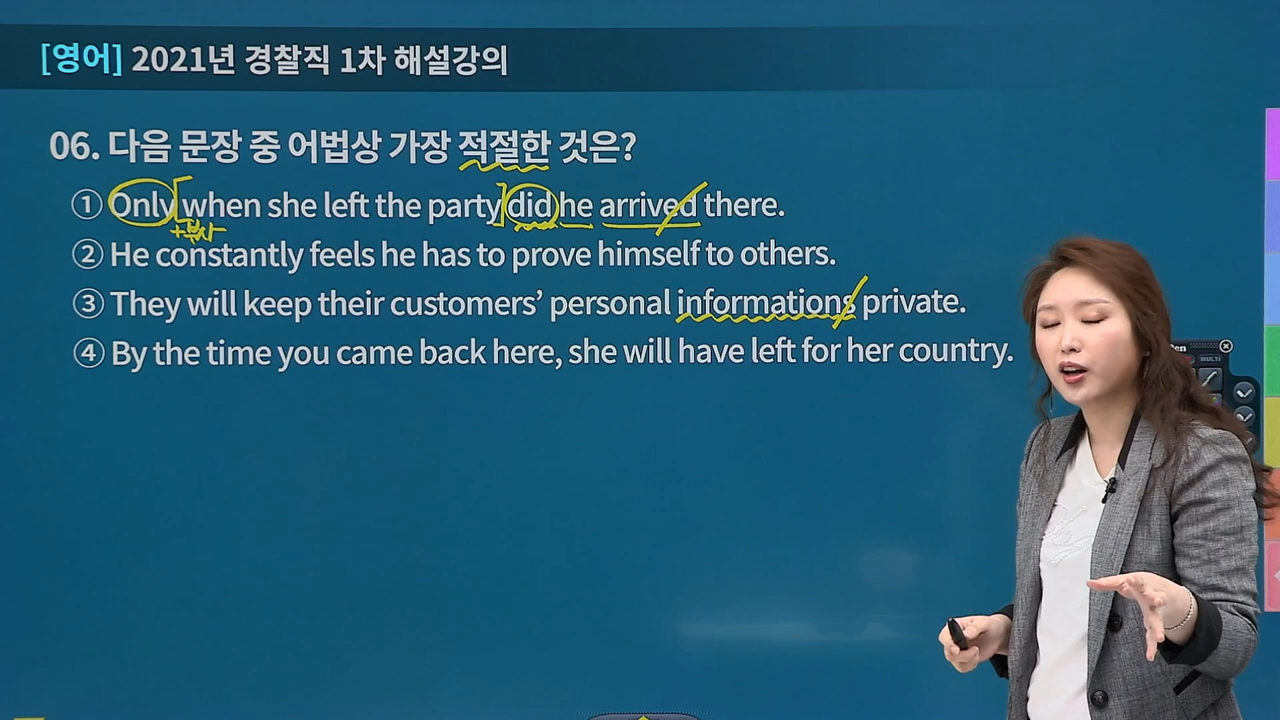 [영어] 2021년 경찰직 1차 해설강의
06. 다음 문장 중 어법상 가장 적절한 것은?
① Only when she left the party did he arrived there.
+부사
② He constantly feels he has to prove himself to others.
③ They will keep their customers’ personal informations private.
④ By the time you came back here, she will have left for her country.
MULTI